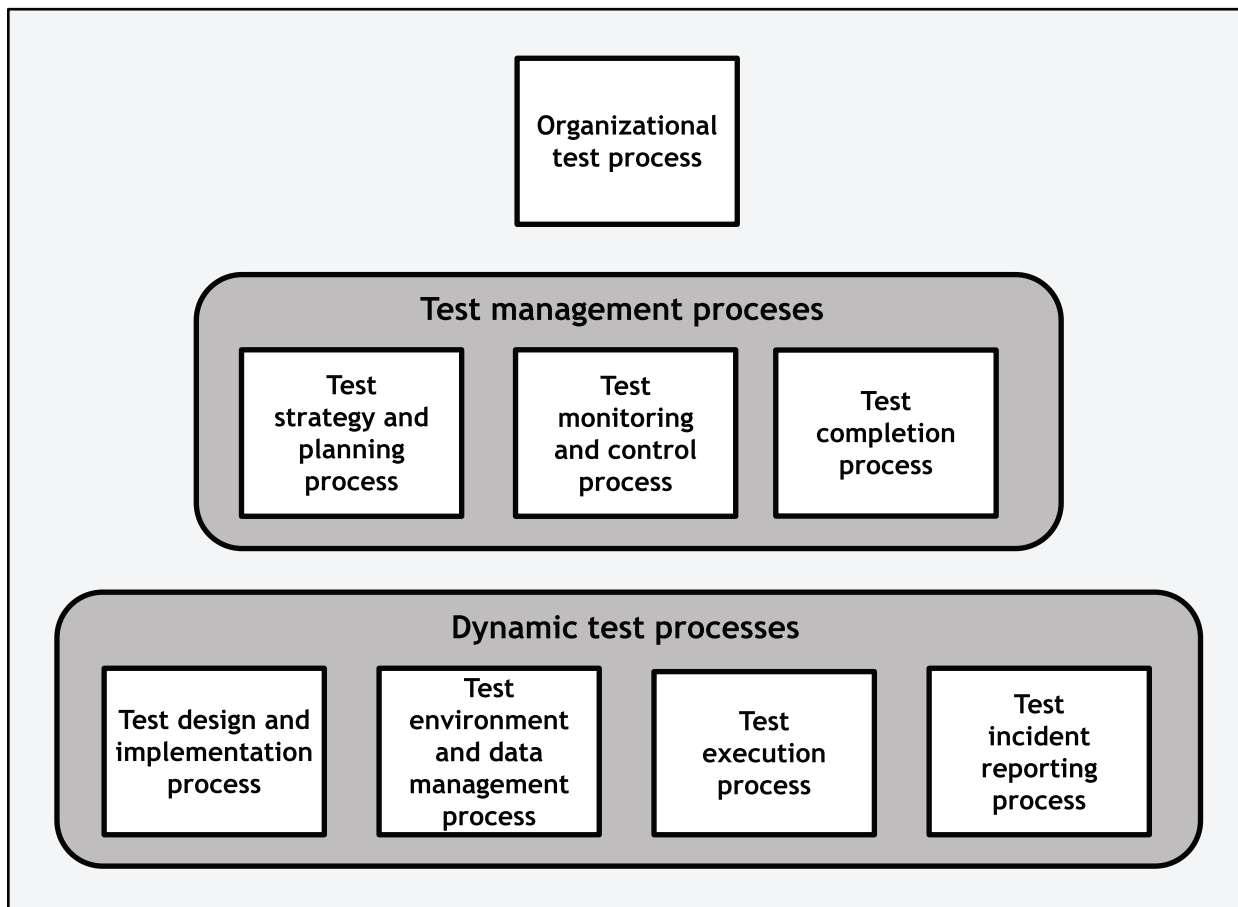 Organizational
test process
Test management proceses
Test
strategy and
planning
process
Test
monitoring
and control
process
Test
completion
process
Dynamic test processes
Test design and
implementation
process
Test
environment
and data
management
process
Test
execution
process
Test
incident
reporting
process